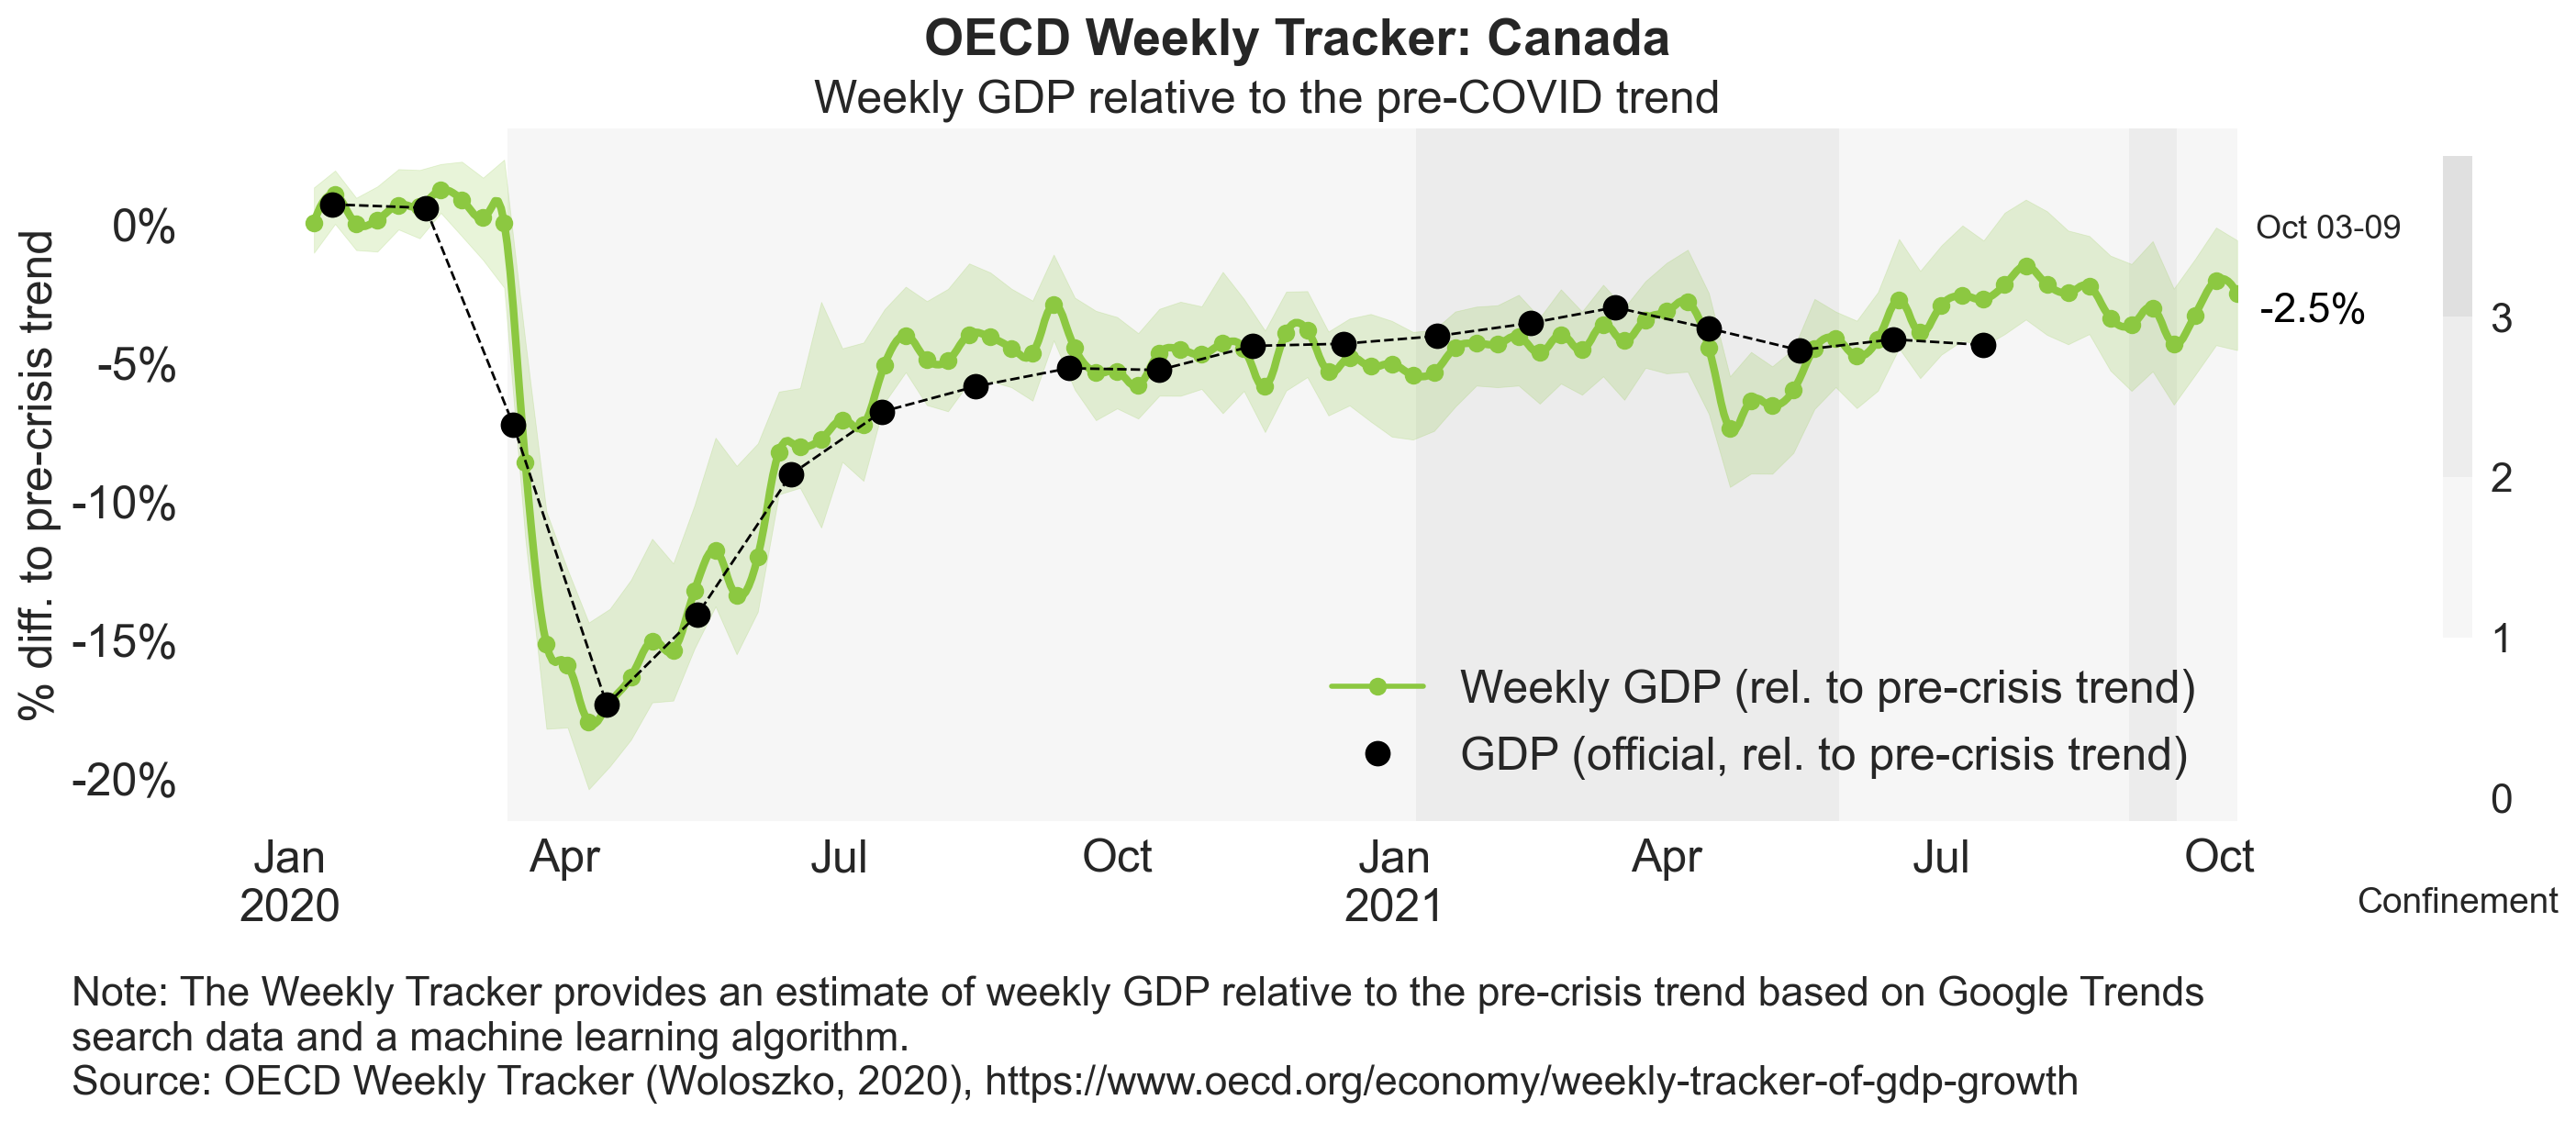 OECD Weekly Tracker: Canada
Weekly GDP relative to the pre-COVID trend
% diff. to pre-crisis trend
0%
-5%
-10%
-15%
-20%
Oct 03-09
-2.5%
3
2
1
0
Weekly GDP (rel. to pre-crisis trend)
GDP (official, rel. to pre-crisis trend)
Jan
2020
Apr
Jul
Oct
Jan
2021
Apr
Jul
Oct
Confinement
Note: The Weekly Tracker provides an estimate of weekly GDP relative to the pre-crisis trend based on Google Trends
search data and a machine learning algorithm.
Source: OECD Weekly Tracker (Woloszko, 2020), https://www.oecd.org/economy/weekly-tracker-of-gdp-growth